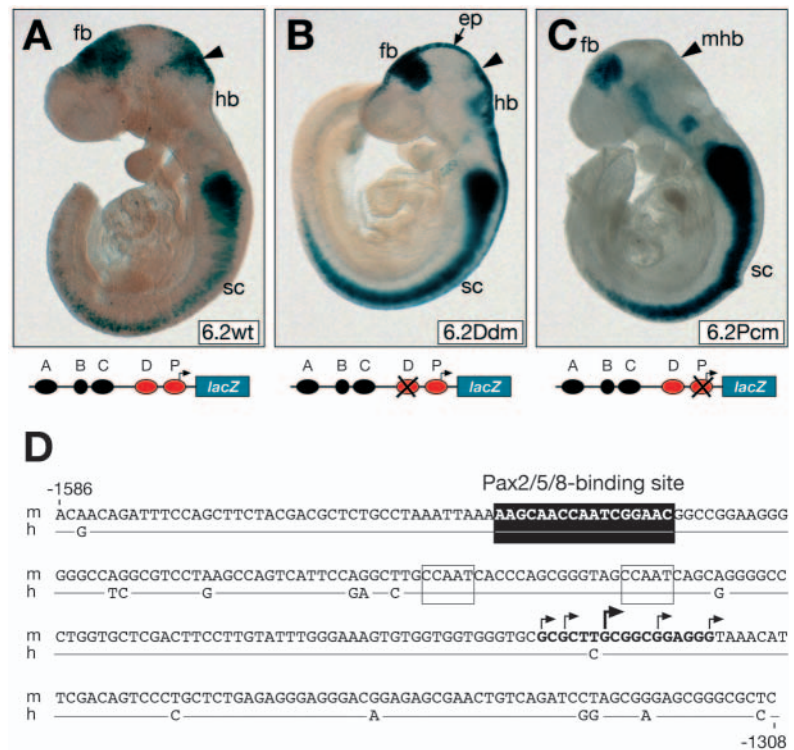 A
fb
hb
sc
6.2wt
B
ep
fb
hb
sc
6.2Ddm
C
fb
mhb
sc
6.2Pcm
A B C D P
lacZ
A B C D P
lacZ
A B C D P
lacZ
D
-1586
Pax2/5/8-binding site
m ACAACAGATTTCCAGCTTCTACGACGCTCTGCCTAAATTAAAAAGCAACCAATCGGAACGGCCGGAAGGG
h G
m GGGCCAGGCGTCCTAAGCCAGTCATTCCAGGCTTGCCAATCACCCAGCGGGTAGCCAATCAGCAGGGGCC
h TC G GA C G
m CTGGTGCTCGACTTCCTTGTATTTGGGAAAGTGTGGTGGTGGGTGCGCGCTTGCGGCGGAGGGTAAACAT
h C
m TCGACAGTCCCTGCTCTGAGAGGGAGGGACGGAGAGCGAACTGTCAGATCCTAGCGGGAGCGGGCGCTC
h C A GG A C
-1308